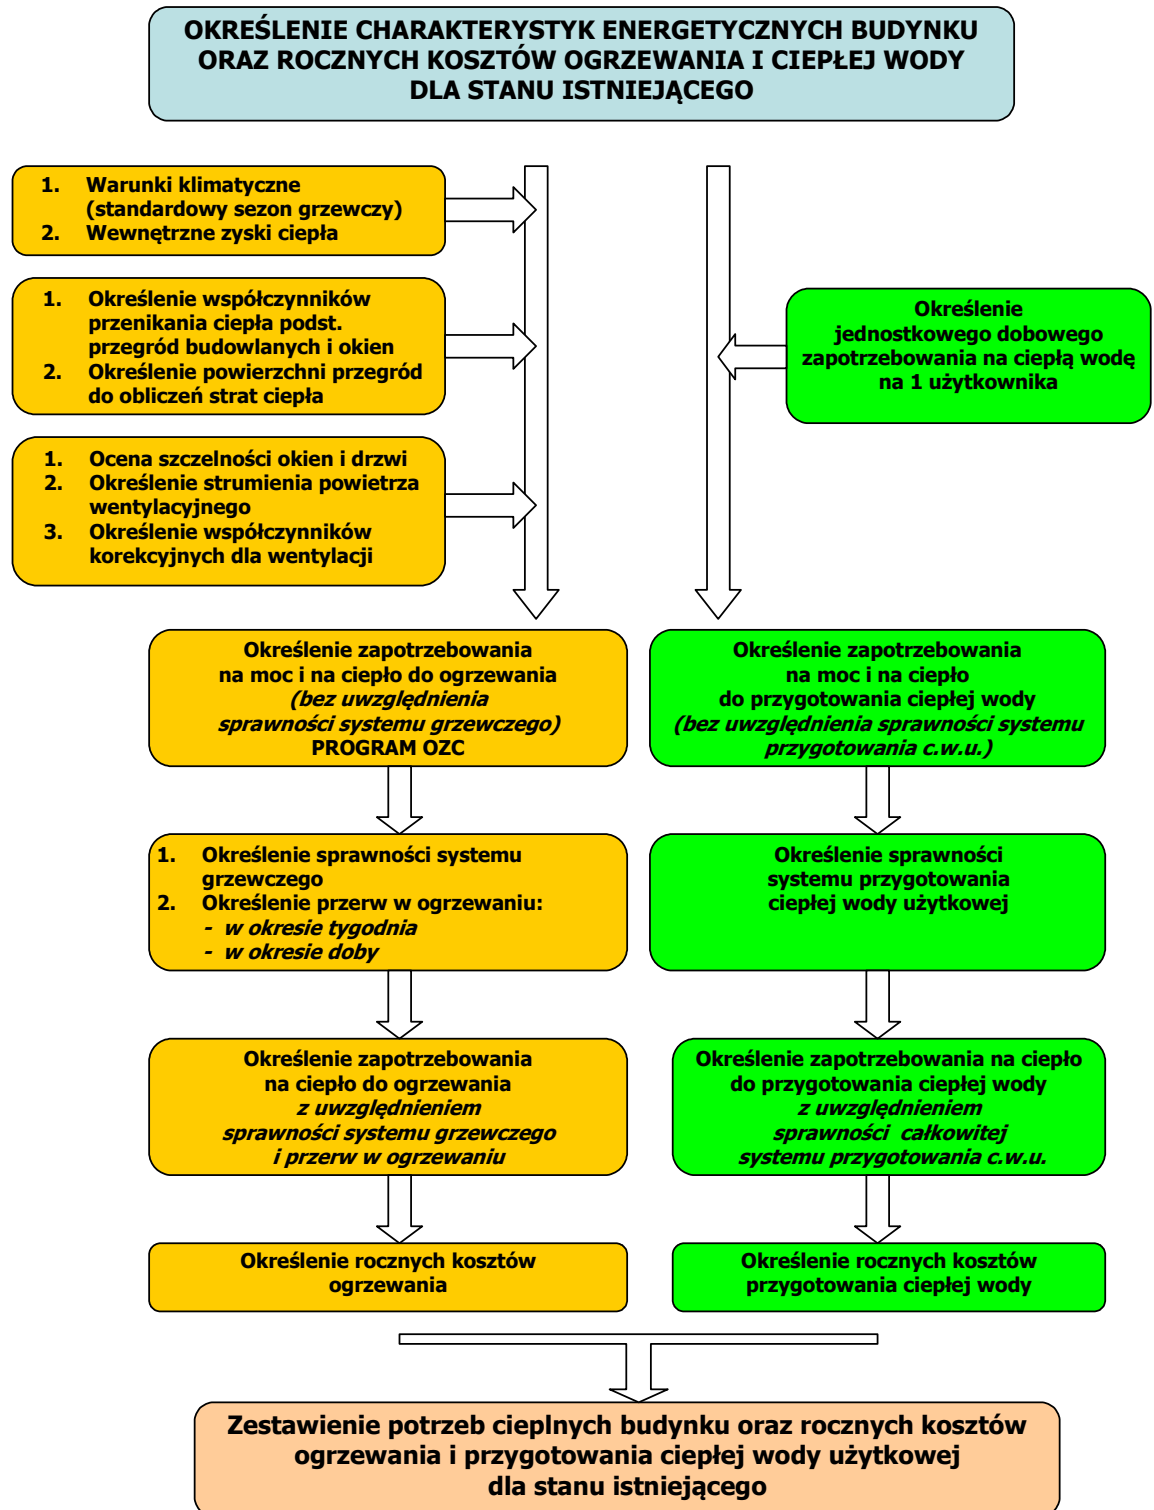 OKREŚLENIE CHARAKTERYSTYK ENERGETYCZNYCH BUDYNKU
ORAZ ROCZNYCH KOSZTÓW OGRZEWANIA I CIEPŁEJ WODY
DLA STANU ISTNIEJĄCEGO
1. Warunki klimatyczne
(standardowy sezon grzewczy)
2. Wewnętrzne zyski ciepła
1. Określenie współczynników
przenikania ciepła podst.
przegród budowlanych i okien
2. Określenie powierzchni przegród
do obliczeń strat ciepła
1. Ocena szczelności okien i drzwi
2. Określenie strumienia powietrza
wentylacyjnego
3. Określenie współczynników
korekcyjnych dla wentylacji
Określenie
jednostkowego dobowego
zapotrzebowania na ciepłą wodę
na 1 użytkownika
Określenie zapotrzebowania
na moc i na ciepło do ogrzewania
(bez uwzględnienia
sprawności systemu grzewczego)
PROGRAM OZC
Określenie zapotrzebowania
na moc i na ciepło
do przygotowania ciepłej wody
(bez uwzględnienia sprawności systemu
przygotowania c.w.u.)
1. Określenie sprawności systemu
grzewczego
2. Określenie przerw w ogrzewaniu:
- w okresie tygodnia
- w okresie doby
Określenie sprawności
systemu przygotowania
ciepłej wody użytkowej
Określenie zapotrzebowania
na ciepło do ogrzewania
z uwzględnieniem
sprawności systemu grzewczego
i przerw w ogrzewaniu
Określenie zapotrzebowania na ciepło
do przygotowania ciepłej wody
z uwzględnieniem
sprawności całkowitej
systemu przygotowania c.w.u.
Określenie rocznych kosztów
ogrzewania
Określenie rocznych kosztów
przygotowania ciepłej wody
Zestawienie potrzeb cieplnych budynku oraz rocznych kosztów
ogrzewania i przygotowania ciepłej wody użytkowej
dla stanu istniejącego